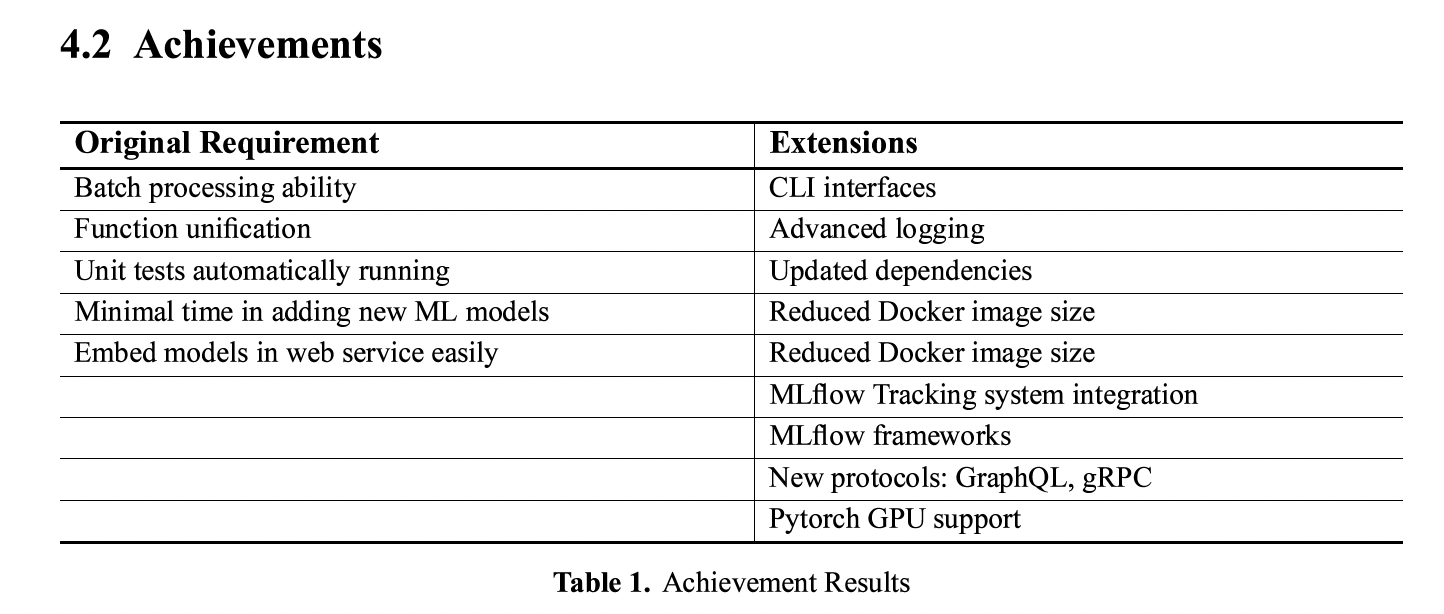 4.2 Achievements
Original Requirement Extensions
Batch processing ability CLI interfaces
Function unification Advanced logging
Unit tests automatically running Updated dependencies
Minimal time in adding new ML models Reduced Docker image size
Embed models in web service easily Reduced Docker image size
MLflow Tracking system integration
MLflow frameworks
New protocols: GraphQL, gRPC
Pytorch GPU support
Table 1. Achievement Results